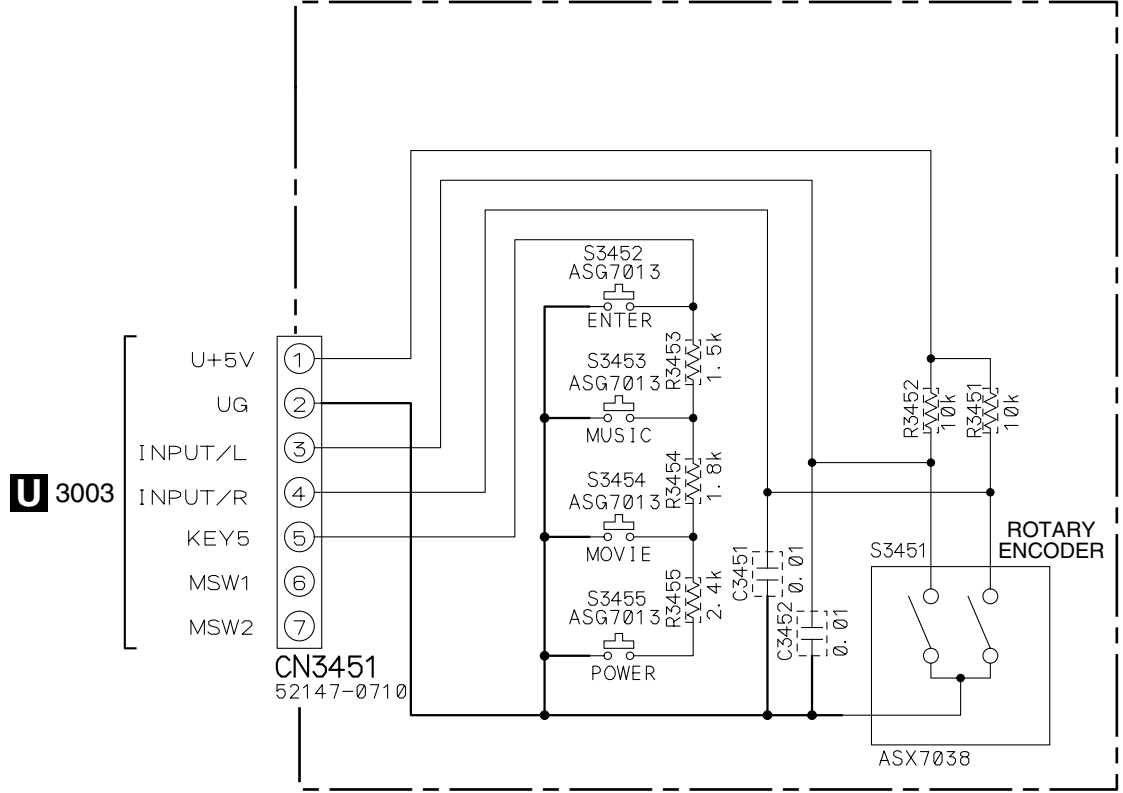 U 3003
U+5V
1
UG
2
INPUT/L
3
INPUT/R
4
KEY5
5
MSW1
6
MSW2
7
CN3451
52147-0710
S3452
ASG7013
ENTER
R3453
1.5k
S3453
ASG7013
MUSIC
R3454
1.8k
S3454
ASG7013
MOVIE
R3455
2.4k
S3455
ASG7013
POWER
C3451
0.01
C3452
0.01
R3452
10k
R3451
10k
ROTARY
ENCODER
S3451
ASX7038